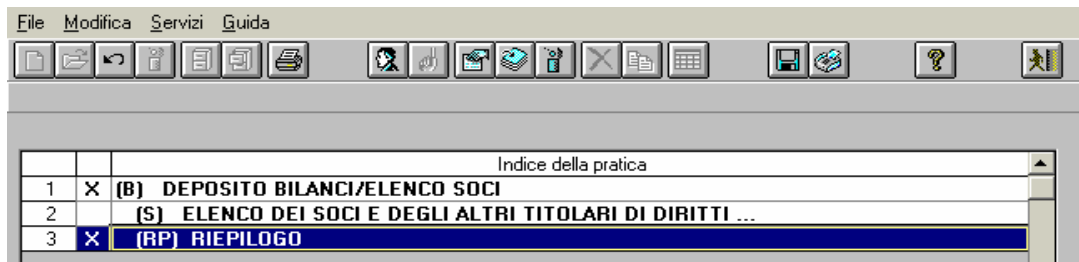 File Modifica Servizi Guida
Indice della pratica
1 X (B) DEPOSITO BILANCI/ELENCO SOCI
2 (S) ELENCO DEI SOCI E DEGLI ALTRI TITOLARI DI DIRITTI ...
3 X (RP) RIEPILOGO